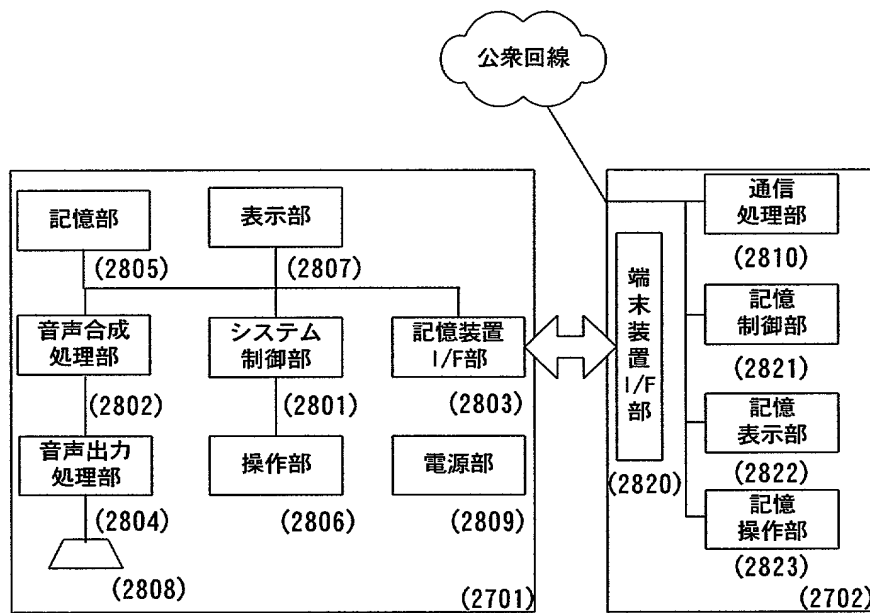 公衆回線
記憶部
(2805)
表示部
(2807)
音声合成
処理部
(2802)
システム
制御部
(2801)
記憶装置
I/F部
(2803)
音声出力
処理部
(2804)
操作部
(2806)
電源部
(2809)
(2808)
(2701)
端
末
装
置
I/F
部
(2820)
通信
処理部
(2810)
記憶
制御部
(2821)
記憶
表示部
(2822)
記憶
操作部
(2823)
(2702)